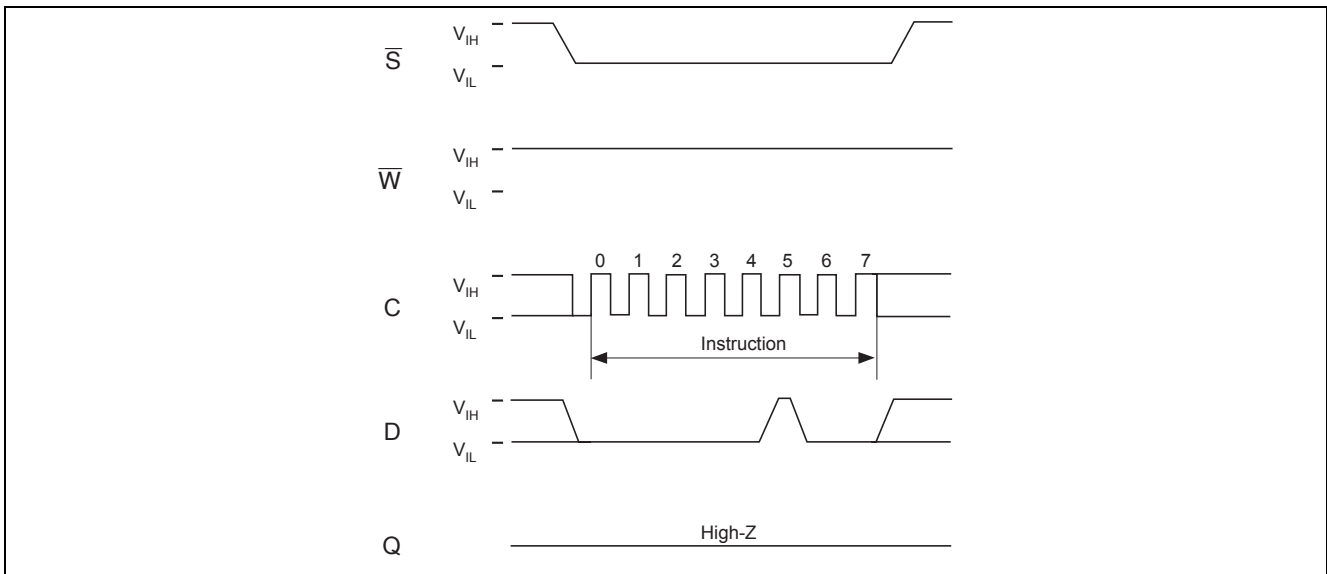 V_IH
S̅
V_IL
V_IH
W̅
V_IL
0 1 2 3 4 5 6 7
V_IH
C
V_IL
Instruction
V_IH
D
V_IL
High-Z
Q